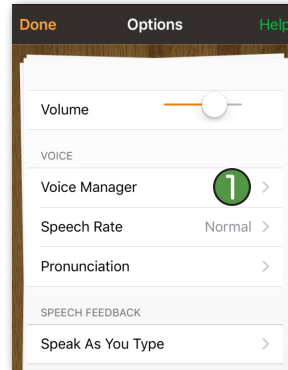 Done Options Help
Volume
VOICE
Voice Manager 1
Speech Rate Normal
Pronunciation
SPEECH FEEDBACK
Speak As You Type